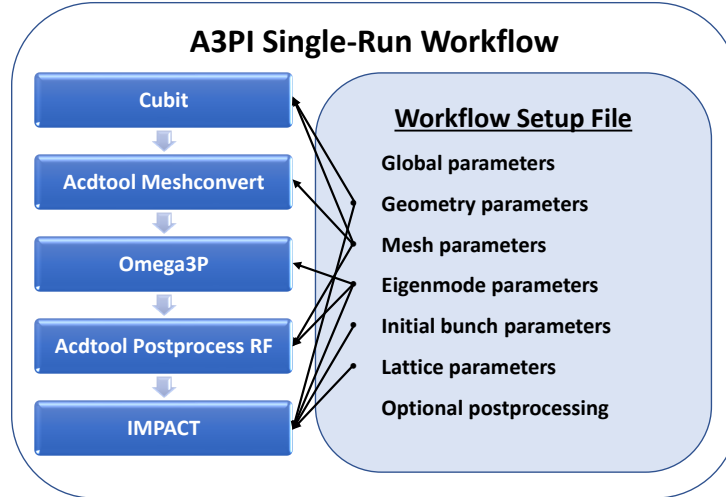 A3PI Single-Run Workflow
Cubit
Acdtool Meshconvert
Omega3P
Acdtool Postprocess RF
IMPACT
Workflow Setup File
Global parameters
Geometry parameters
Mesh parameters
Eigenmode parameters
Initial bunch parameters
Lattice parameters
Optional postprocessing